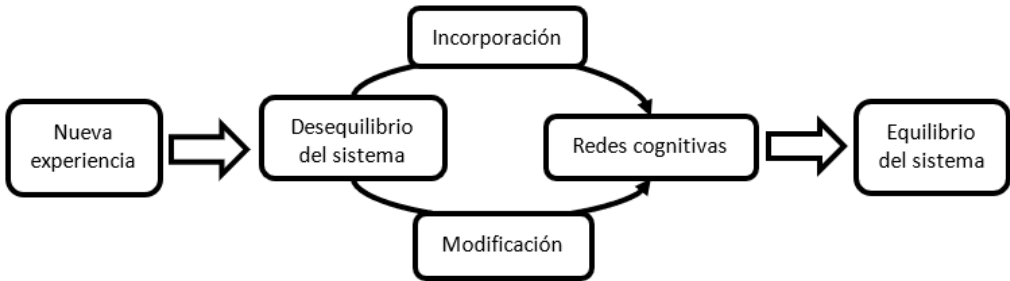 Incorporación
Nueva
experiencia
Desequilibrio
del sistema
Redes cognitivas
Equilibrio
del sistema
Modificación